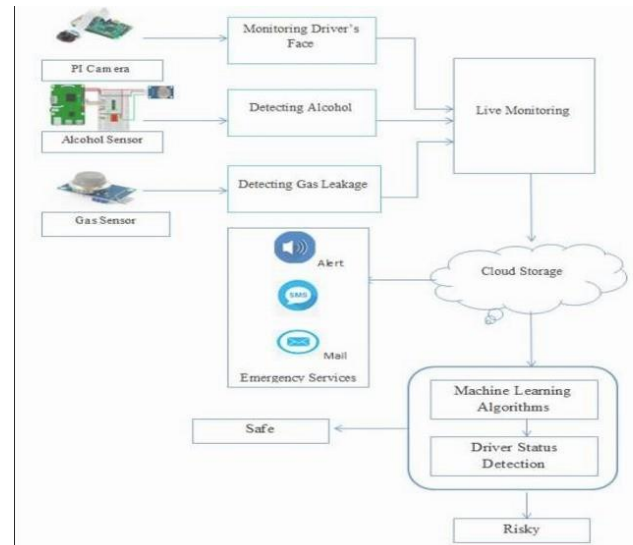 Monitoring Driver's
Face
PI Camera
Detecting Alcohol
Live Monitoring
Alcohol Sensor
Detecting Gas Leakage
Gas Sensor
Alert
SMS
Mail
Emergency Services
Cloud Storage
Machine Learning
Algorithms
Driver Status
Detection
Safe
Risky